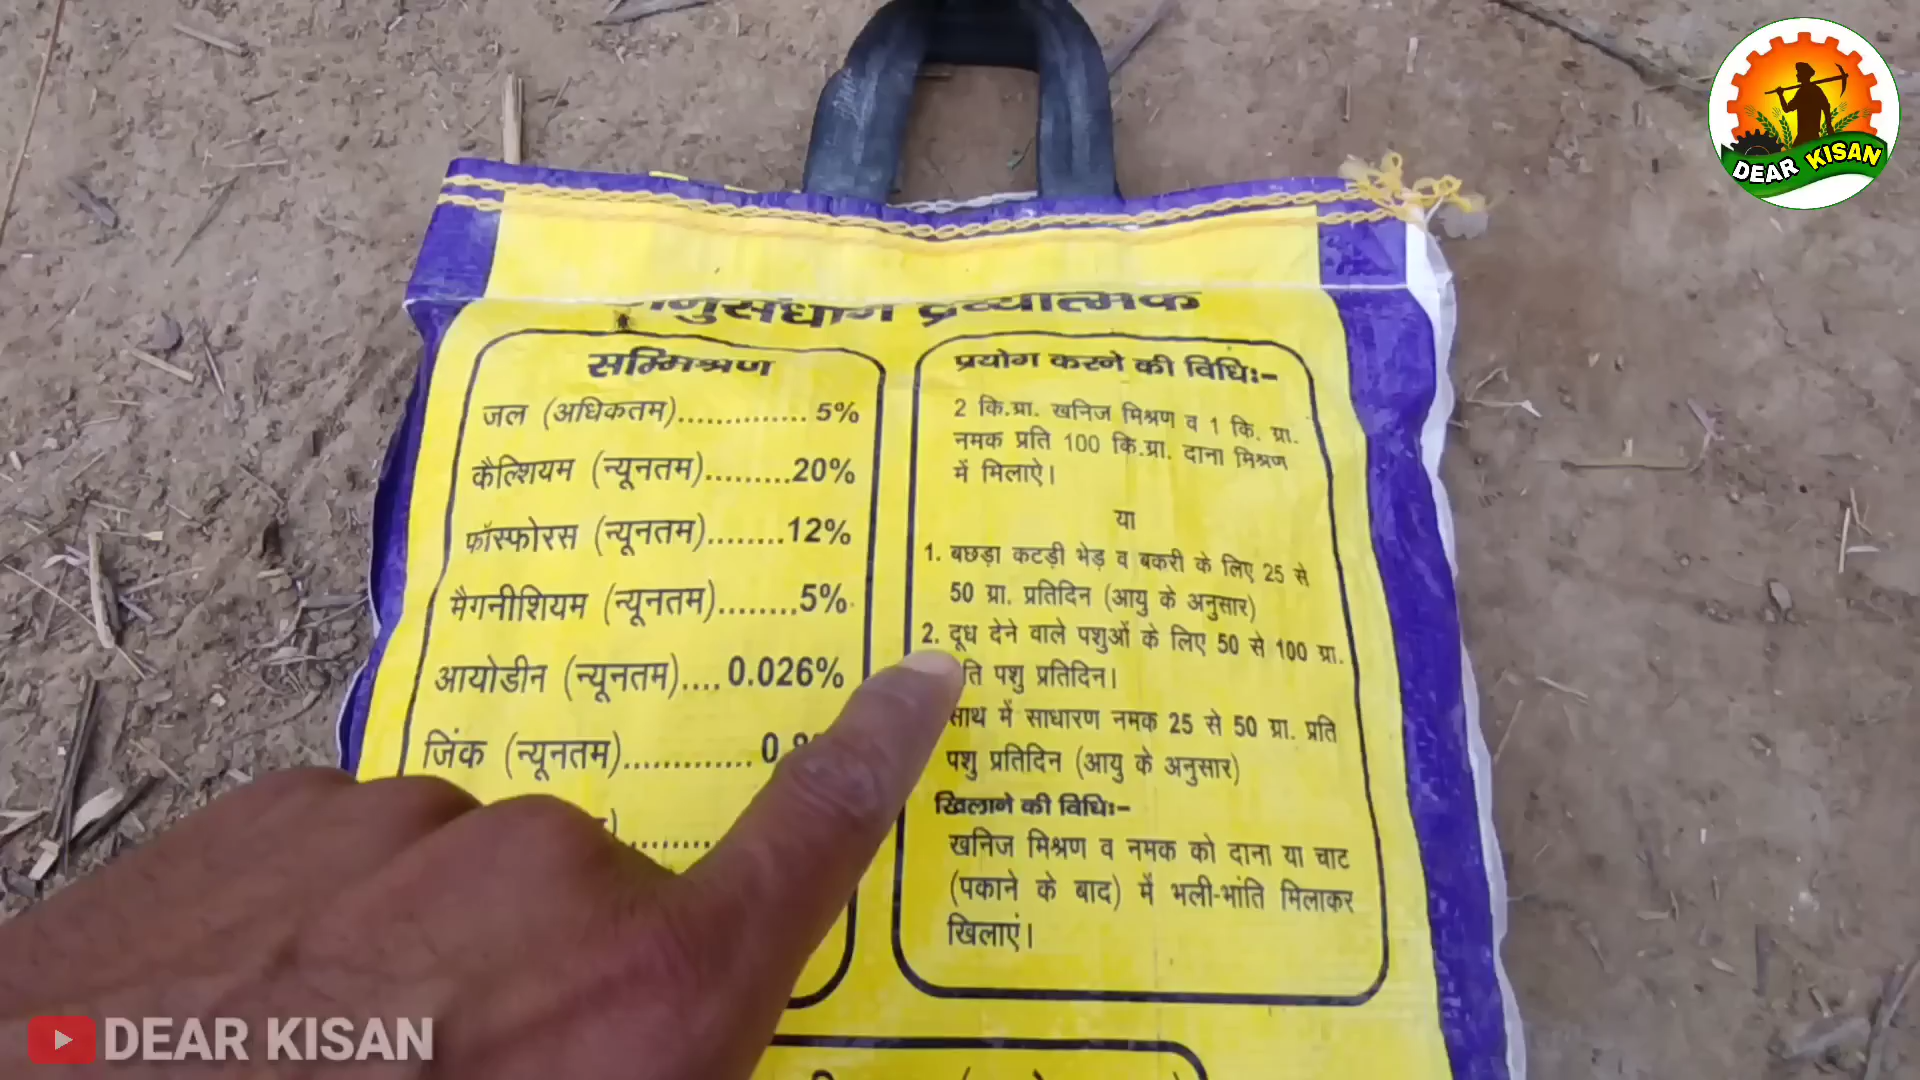 DEAR KISAN
सम्मिश्रण
जल (अधिकतम)............. 5%
कैल्शियम (न्यूनतम).........20%
फॉस्फोरस (न्यूनतम)........12%
मैगनीशियम (न्यूनतम)........5%
आयोडीन (न्यूनतम)....0.026%
जिंक (न्यूनतम)............. 0
प्रयोग करने की विधिः-
2 कि.ग्रा. खनिज मिश्रण व 1 कि. ग्रा.
नमक प्रति 100 कि.ग्रा. दाना मिश्रण
में मिलाऐ।
या
1. बछड़ा कटड़ी भेड़ व बकरी के लिए 25 से
50 ग्रा. प्रतिदिन (आयु के अनुसार)
2. दूध देने वाले पशुओं के लिए 50 से 100 ग्रा.
पशु प्रतिदिन।
साथ में साधारण नमक 25 से 50 ग्रा. प्रति
पशु प्रतिदिन (आयु के अनुसार)
खिलाने की विधिः-
खनिज मिश्रण व नमक को दाना या चाट
(पकाने के बाद) में भली-भांति मिलाकर
खिलाएं।
DEAR KISAN